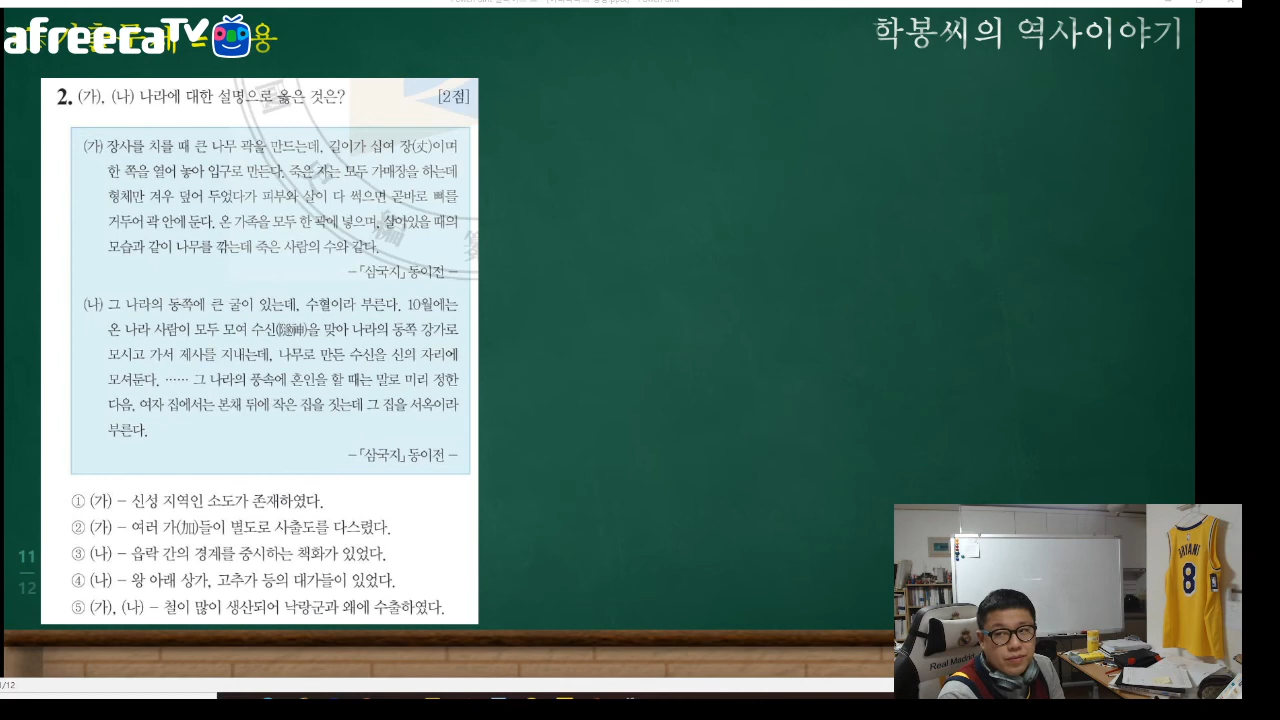 afreecaTV
용
학봉씨의 역사이야기
2. (가), (나) 나라에 대한 설명으로 옳은 것은? [2점]
(가) 장사를 치를 때 큰 나무 곽을 만드는데, 길이가 십여 장(丈)이며
한 쪽을 열어 놓아 입구로 만든다. 죽은 자는 모두 가매장을 하는데
형체만 겨우 덮어 두었다가 피부와 살이 다 썩으면 곧바로 뼈를
거두어 곽 안에 둔다. 온 가족을 모두 한 곽에 넣으며, 살아있을 때의
모습과 같이 나무를 깎는데 죽은 사람의 수와 같다.
-「삼국지」동이전-
(나) 그 나라의 동쪽에 큰 굴이 있는데, 수혈이라 부른다. 10월에는
온 나라 사람이 모두 모여 수신(隧神)을 맞아 나라의 동쪽 강가로
모시고 가서 제사를 지내는데, 나무로 만든 수신을 신의 자리에
모셔둔다. …… 그 나라의 풍속에 혼인을 할 때는 말로 미리 정한
다음, 여자 집에서는 본채 뒤에 작은 집을 짓는데 그 집을 서옥이라
부른다.
-「삼국지」동이전-
① (가) - 신성 지역인 소도가 존재하였다.
② (가) - 여러 가(加)들이 별도로 사출도를 다스렸다.
③ (나) - 읍락 간의 경계를 중시하는 책화가 있었다.
④ (나) - 왕 아래 상가, 고추가 등의 대가들이 있었다.
⑤ (가), (나) - 철이 많이 생산되어 낙랑군과 왜에 수출하였다.
11
12
BRYANT
8
Real Madrid
/12